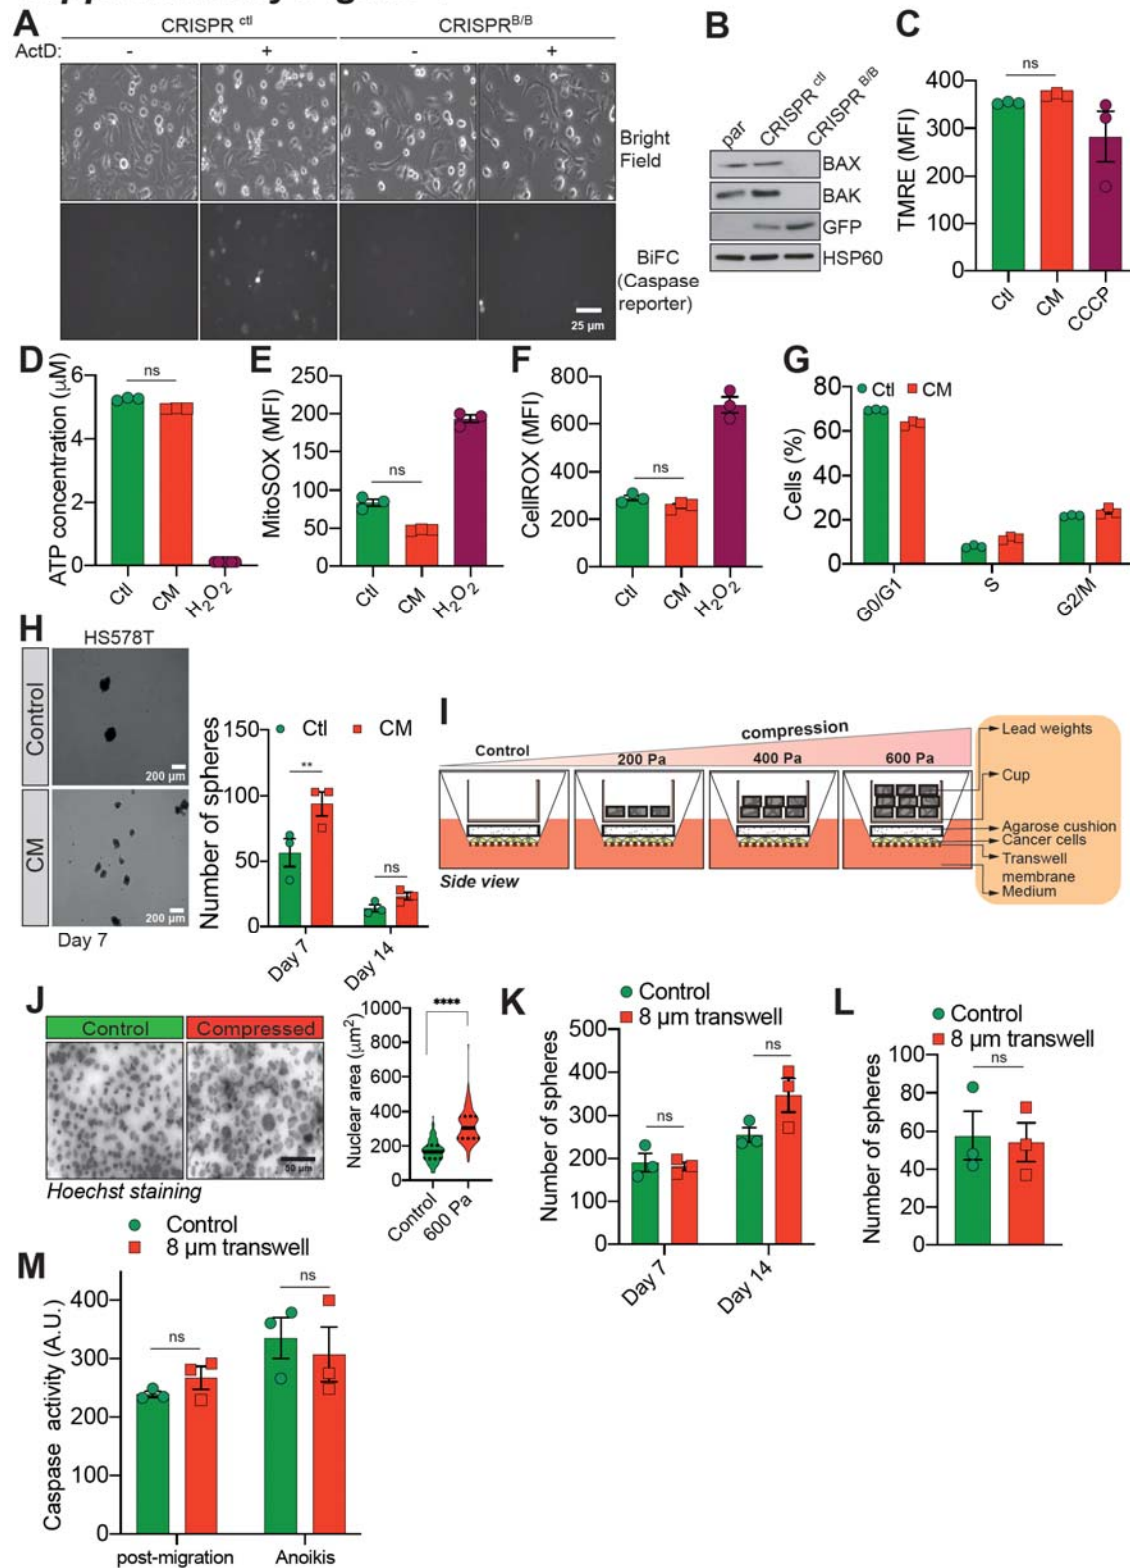 A
CRISPR ctl
CRISPR B/B
ActD: - + - +
Bright
Field
BiFC
(Caspase
reporter)
25 µm
B
par
CRISPR ctl
CRISPR B/B
BAX
BAK
GFP
HSP60
C
ns
TMRE (MFI)
400
300
200
100
0
Ctl
CM
CCCP
D
ATP concentration (µM)
6
4
2
0
ns
Ctl
CM
H2O2
E
MitoSOX (MFI)
250
200
150
100
50
0
ns
Ctl
CM
H2O2
F
CellROX (MFI)
800
600
400
200
0
ns
Ctl
CM
H2O2
G
Cells (%)
80
60
40
20
0
Ctl
CM
G0/G1
S
G2/M
H
HS578T
Control
200 µm
CM
200 µm
Day 7
Number of spheres
150
100
50
0
Ctl
CM
**
ns
Day 7
Day 14
I
compression
Control
200 Pa
400 Pa
600 Pa
Side view
Lead weights
Cup
Agarose cushion
Cancer cells
Transwell
membrane
Medium
J
Control
Compressed
50 µm
Hoechst staining
Nuclear area (µm2)
1000
800
600
400
200
0
****
Control
600 Pa
K
Control
8 µm transwell
Number of spheres
500
400
300
200
100
0
ns
ns
Day 7
Day 14
L
Control
8 µm transwell
Number of spheres
100
80
60
40
20
0
ns
M
Control
8 µm transwell
Caspase activity (A.U.)
400
300
200
100
0
ns
ns
post-migration
Anoikis